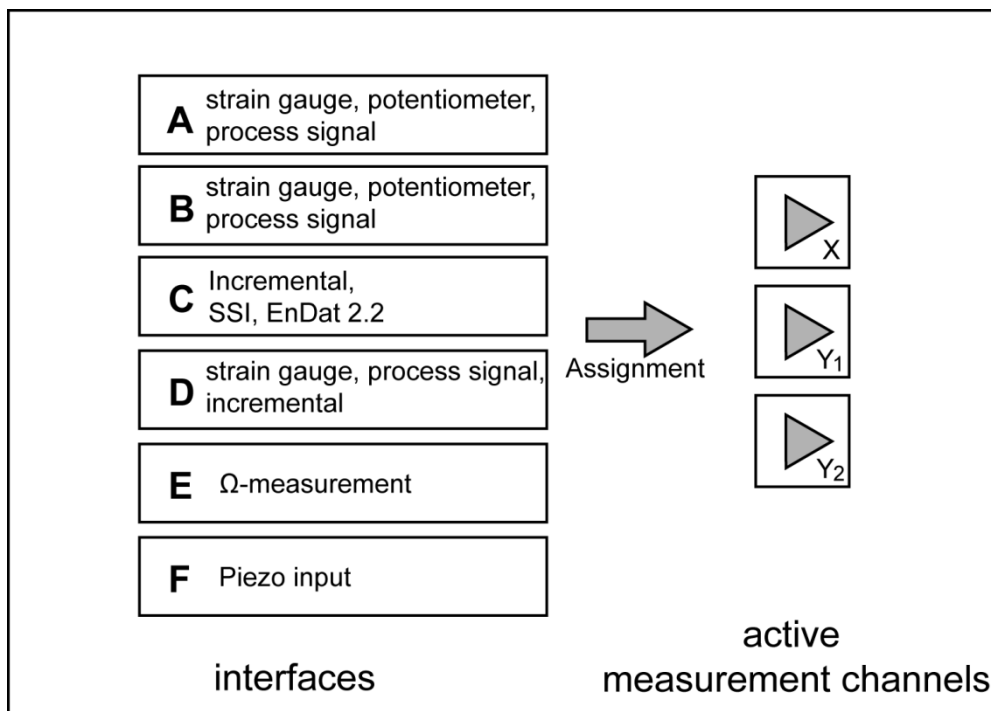 A strain gauge, potentiometer,
process signal
B strain gauge, potentiometer,
process signal
C Incremental,
SSI, EnDat 2.2
D strain gauge, process signal,
incremental
E Ω-measurement
F Piezo input
interfaces
Assignment
X
Y1
Y2
active
measurement channels